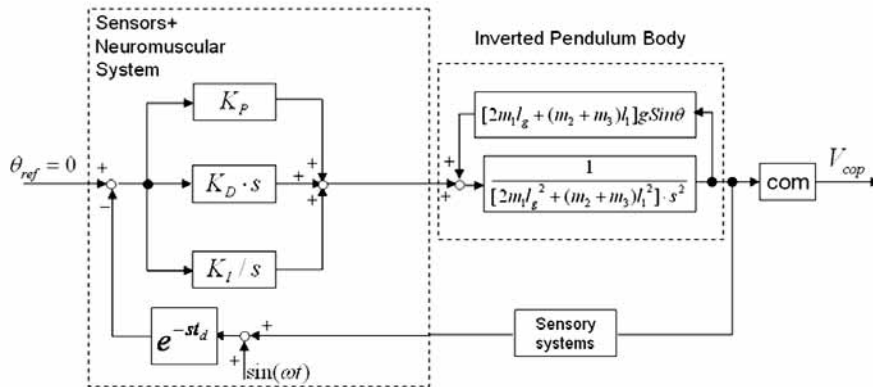 Sensors+
Neuromuscular
System
Inverted Pendulum Body
K_P
[2m_1l_g + (m_2 + m_3)l_1]gSinθ
θ_ref = 0
+
−
K_D · s
+
+
+
+
+
1
[2m_1l_g^2 + (m_2 + m_3)l_1^2] · s^2
com
V_cop
K_I / s
e^-st_d
+
+
sin(ωt)
Sensory
systems